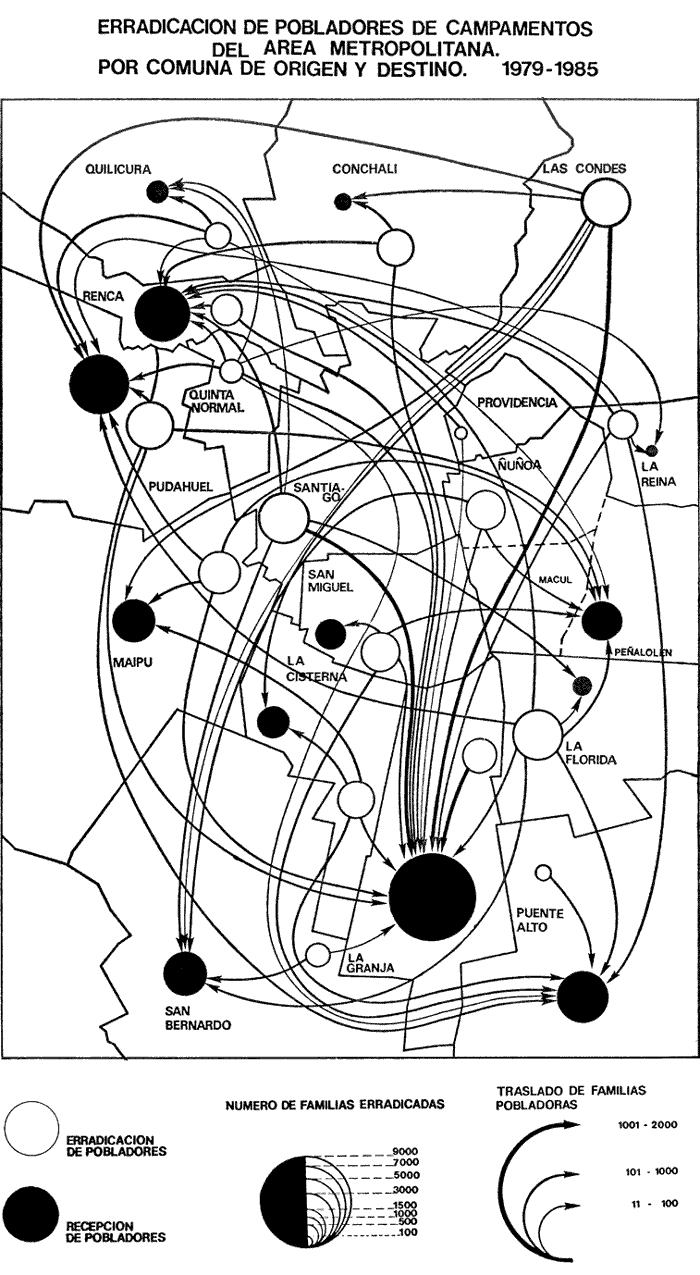 ERRADICACION DE POBLADORES DE CAMPAMENTOS
DEL AREA METROPOLITANA.
POR COMUNA DE ORIGEN Y DESTINO. 1979-1985
QUILICURA
CONCHALI
LAS CONDES
RENCA
QUINTA
NORMAL
PROVIDENCIA
PUDAHUEL
ÑUÑOA
LA
REINA
SANTIA-
GO
SAN
MIGUEL
MACUL
PEÑALOLEN
MAIPU
LA
CISTERNA
LA
FLORIDA
PUENTE
ALTO
LA
GRANJA
SAN
BERNARDO
ERRADICACION
DE POBLADORES
RECEPCION
DE POBLADORES
NUMERO DE FAMILIAS ERRADICADAS
9000
7000
5000
3000
1500
1000
500
100
TRASLADO DE FAMILIAS
POBLADORAS
1001 - 2000
101 - 1000
11 - 100